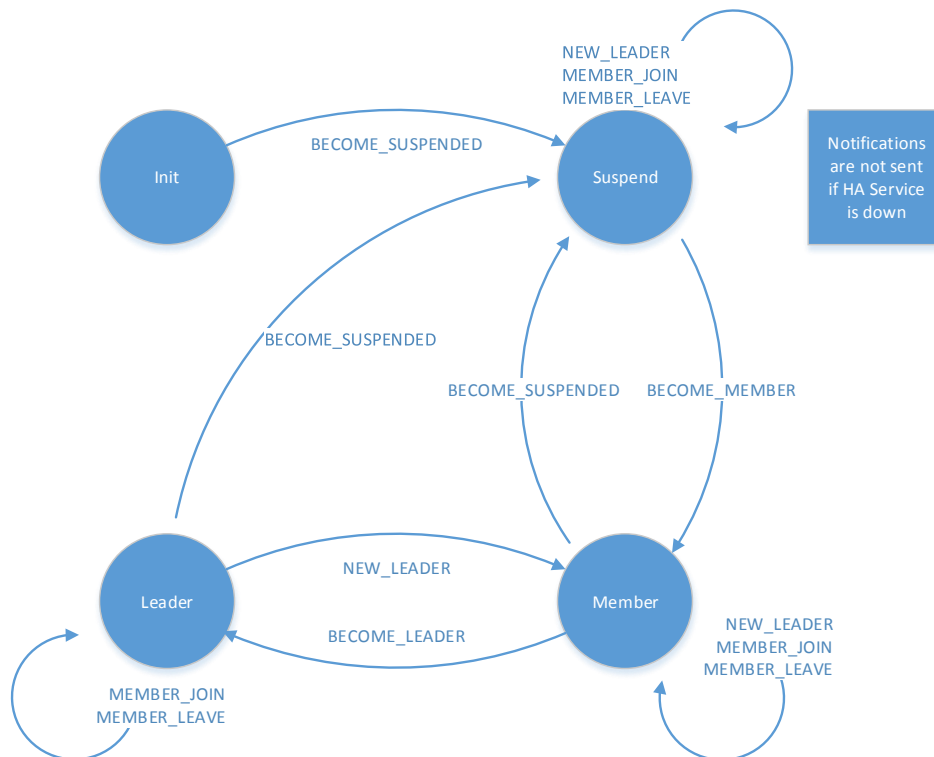 NEW_LEADER
MEMBER_JOIN
MEMBER_LEAVE
BECOME_SUSPENDED
Init
Suspend
Notifications
are not sent
if HA Service
is down
BECOME_SUSPENDED
BECOME_SUSPENDED
BECOME_MEMBER
NEW_LEADER
Leader
Member
BECOME_LEADER
NEW_LEADER
MEMBER_JOIN
MEMBER_LEAVE
MEMBER_JOIN
MEMBER_LEAVE